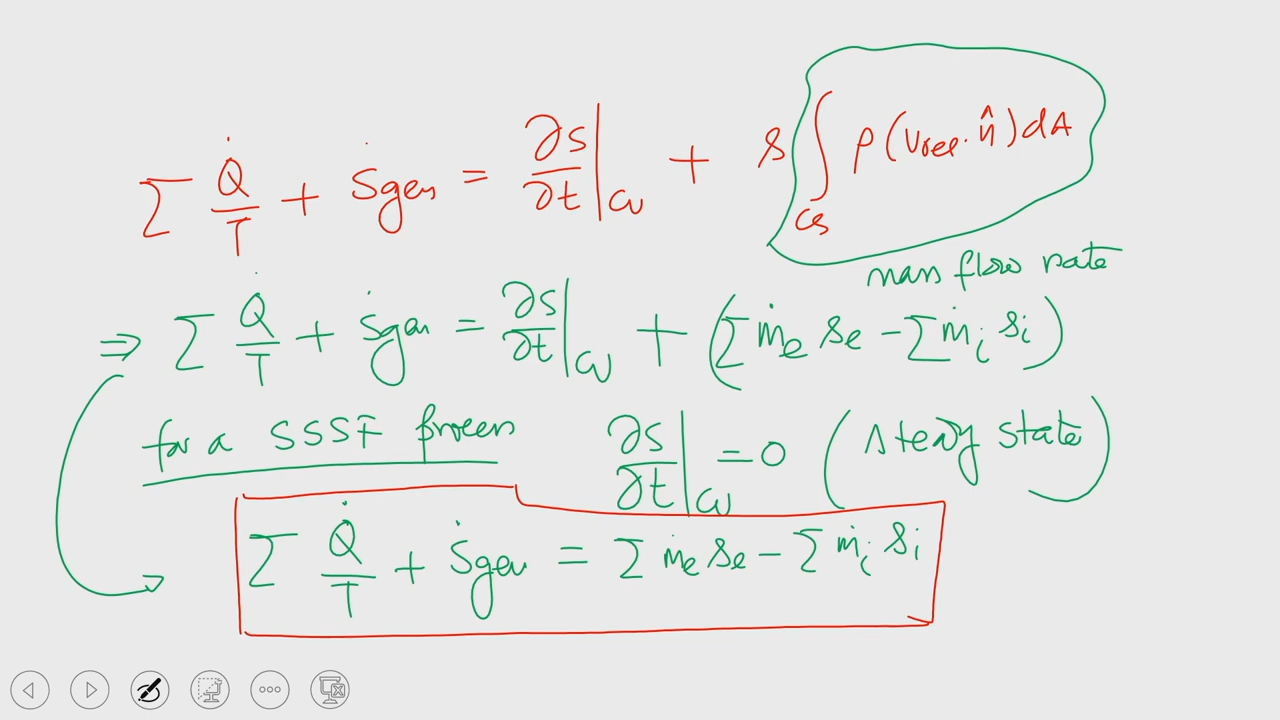 Σ Q̇/T + Ṡgen = ∂S/∂t|CV + s ∫CS ρ(Vrel · n̂) dA
mass flow rate
⇒ Σ Q̇/T + Ṡgen = ∂S/∂t|CV + (Σ ṁe se − Σ ṁi si)
for a SSSF process ∂S/∂t|CV = 0 (steady state)
Σ Q̇/T + Ṡgen = Σ ṁe se − Σ ṁi si